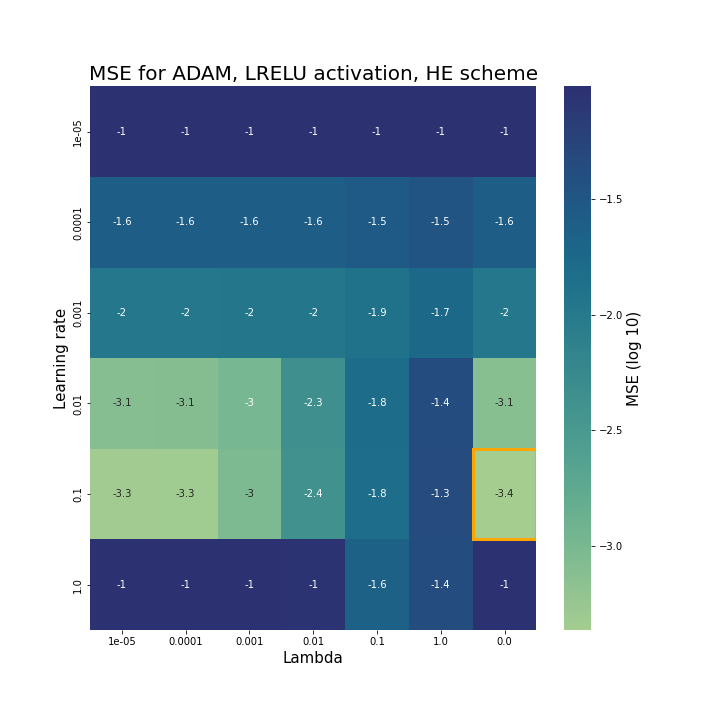 MSE for ADAM, LRELU activation, HE scheme
1e-05 -1 -1 -1 -1 -1 -1 -1
0.0001 -1.6 -1.6 -1.6 -1.6 -1.5 -1.5 -1.6
0.001 -2 -2 -2 -2 -1.9 -1.7 -2
0.01 -3.1 -3.1 -3 -2.3 -1.8 -1.4 -3.1
0.1 -3.3 -3.3 -3 -2.4 -1.8 -1.3 -3.4
1.0 -1 -1 -1 -1 -1.6 -1.4 -1
1e-05 0.0001 0.001 0.01 0.1 1.0 0.0
Lambda
Learning rate
−1.5
−2.0
−2.5
−3.0
MSE (log 10)